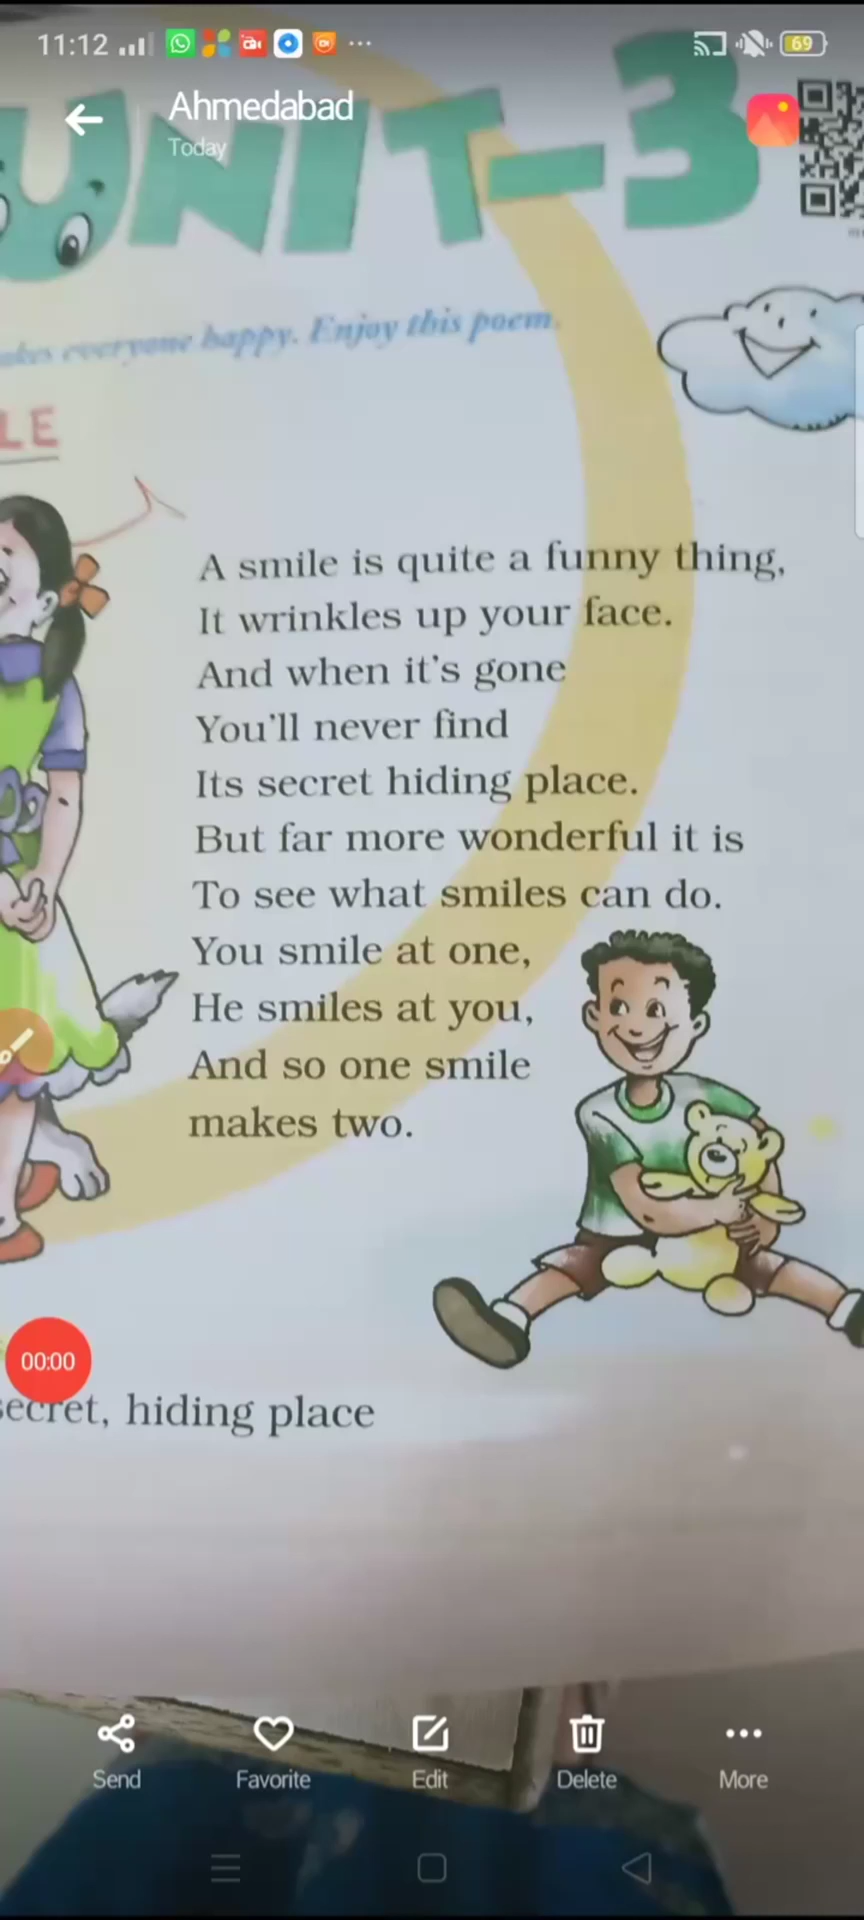 11:12
69
Ahmedabad
Today
UNIT-3
everyone happy. Enjoy this poem.
LE
A smile is quite a funny thing,
It wrinkles up your face.
And when it's gone
You'll never find
Its secret hiding place.
But far more wonderful it is
To see what smiles can do.
You smile at one,
He smiles at you,
And so one smile
makes two.
00:00
secret, hiding place
Send Favorite Edit Delete More